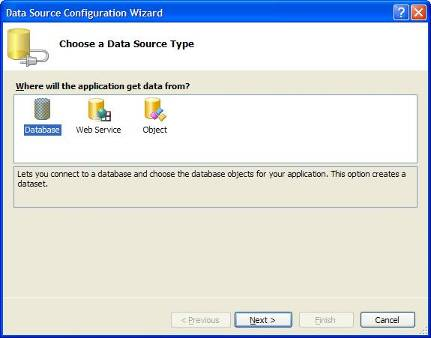 Data Source Configuration Wizard
Choose a Data Source Type
Where will the application get data from?
Database
Web Service
Object
Lets you connect to a database and choose the database objects for your application. This option creates a
dataset.
< Previous
Next >
Finish
Cancel